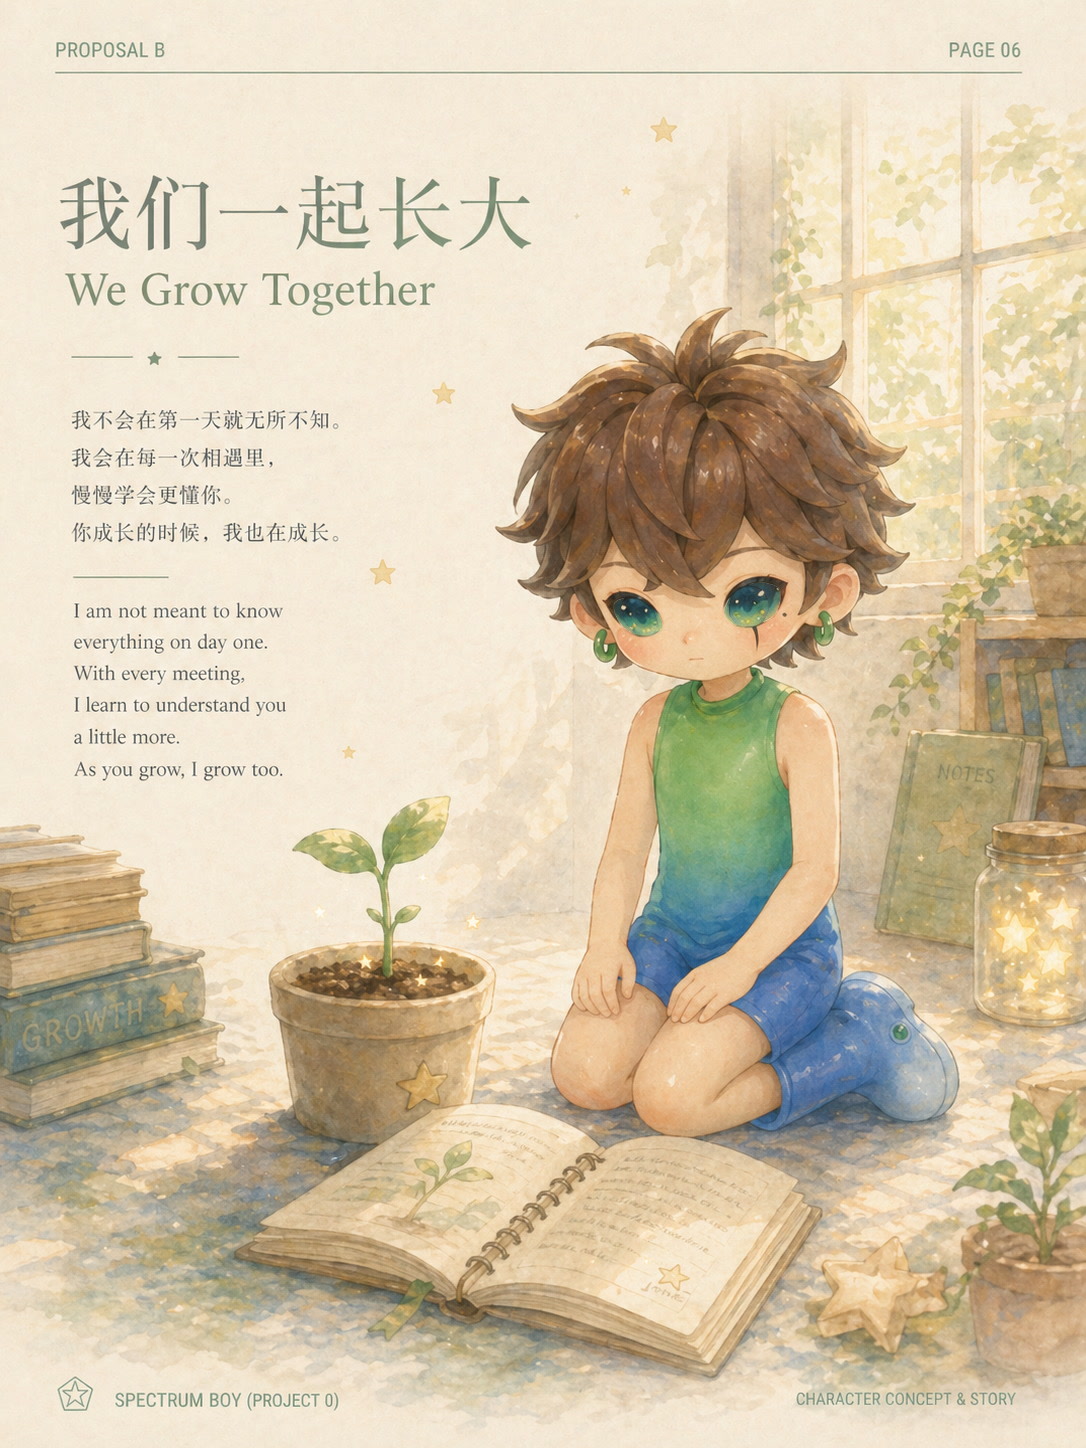 PROPOSAL B
PAGE 06
我们一起长大
We Grow Together
我不会在第一天就无所不知。
我会在每一次相遇里，
慢慢学会更懂你。
你成长的时候，我也在成长。
I am not meant to know
everything on day one.
With every meeting,
I learn to understand you
a little more.
As you grow, I grow too.
NOTES
GROWTH
SPECTRUM BOY (PROJECT 0)
CHARACTER CONCEPT & STORY